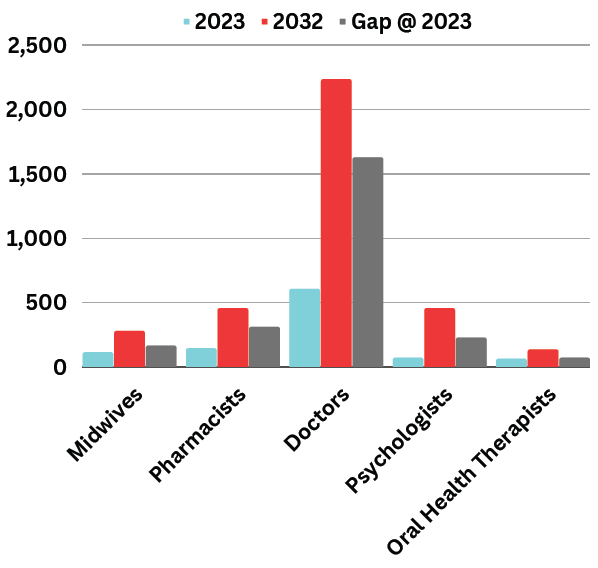 2023 2032 Gap @ 2023
2,500
2,000
1,500
1,000
500
0
Midwives
Pharmacists
Doctors
Psychologists
Oral Health Therapists